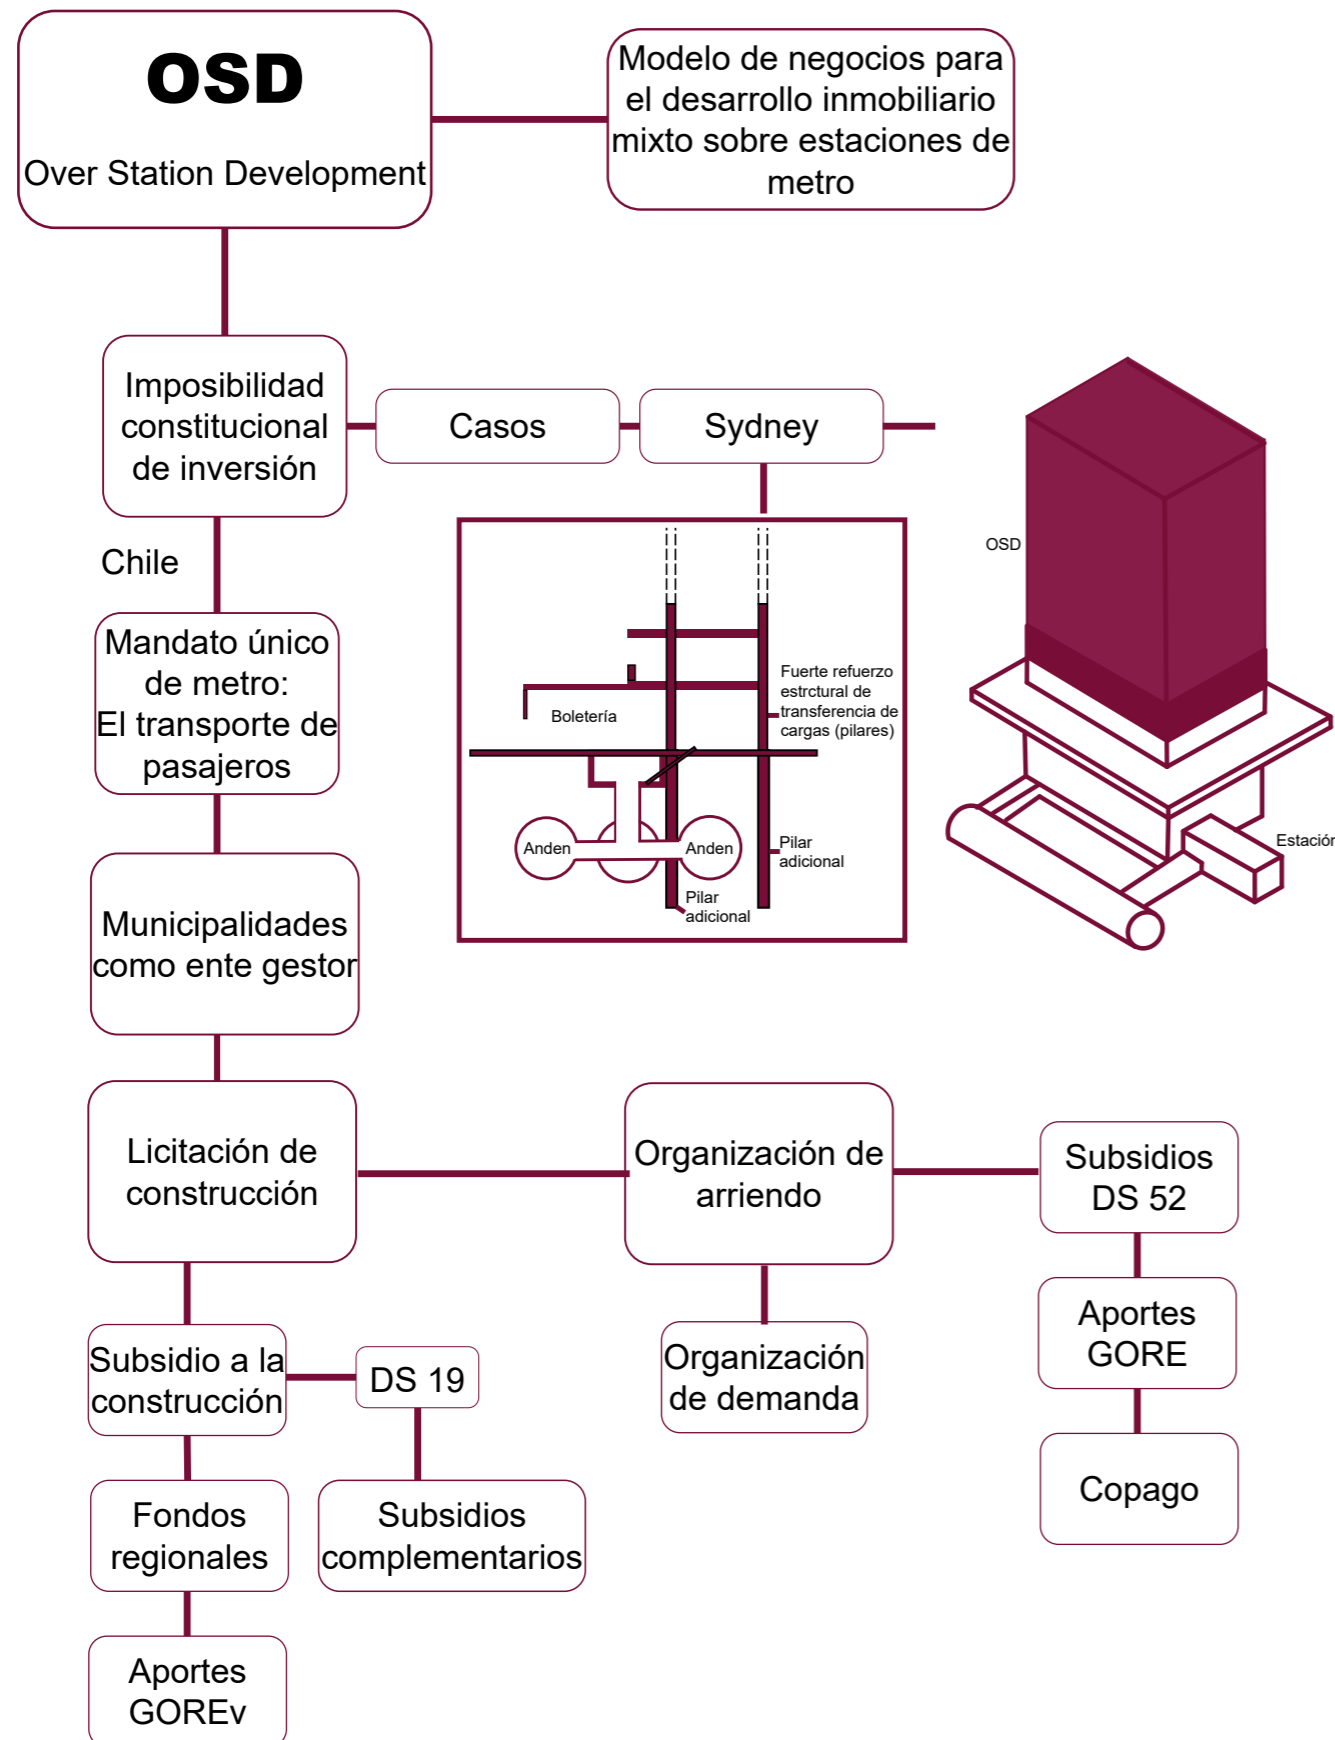 OSD
Over Station Development
Modelo de negocios para
el desarrollo inmobiliario
mixto sobre estaciones de
metro
Imposibilidad
constitucional
de inversión
Casos
Sydney
Chile
Mandato único
de metro:
El transporte de
pasajeros
Boletería
Fuerte refuerzo
estrctural de
transferencia de
cargas (pilares)
Anden
Anden
Pilar
adicional
Pilar
adicional
OSD
Estación
Municipalidades
como ente gestor
Licitación de
construcción
Organización de
arriendo
Subsidios
DS 52
Subsidio a la
construcción
DS 19
Organización
de demanda
Aportes
GORE
Fondos
regionales
Subsidios
complementarios
Copago
Aportes
GOREv